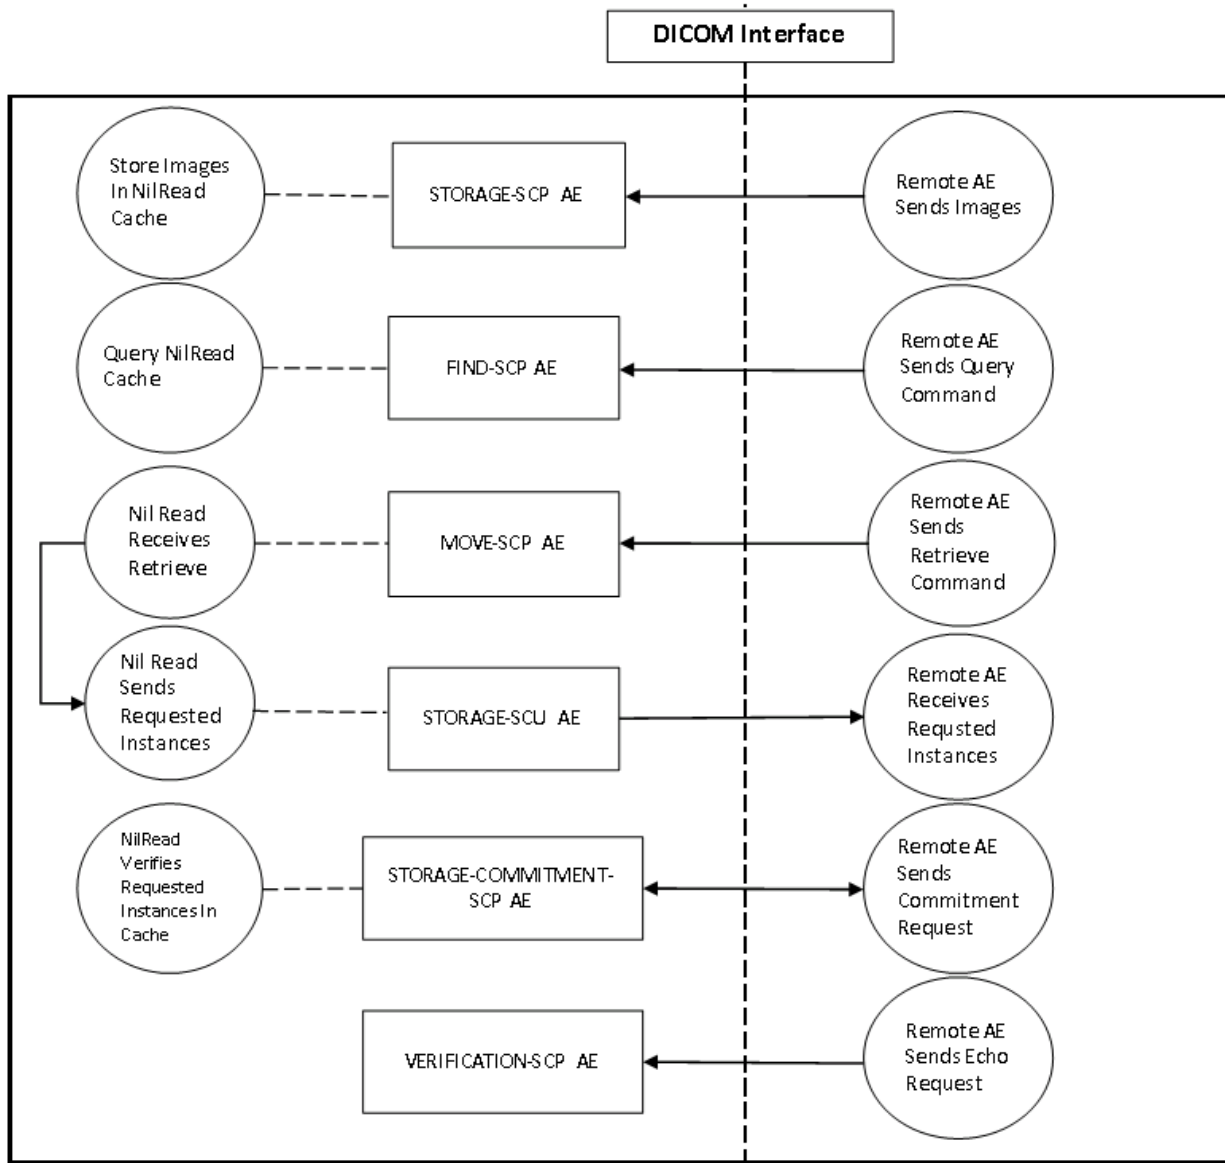 DICOM Interface
Store Images
In NilRead
Cache
STORAGE-SCP AE
Remote AE
Sends Images
Query NilRead
Cache
FIND-SCP AE
Remote AE
Sends Query
Command
Nil Read
Receives
Retrieve
MOVE-SCP AE
Remote AE
Sends
Retrieve
Command
Nil Read
Sends
Requested
Instances
STORAGE-SCU AE
Remote AE
Receives
Requsted
Instances
NilRead
Verifies
Requested
Instances In
Cache
STORAGE-COMMITMENT-
SCP AE
Remote AE
Sends
Commitment
Request
VERIFICATION-SCP AE
Remote AE
Sends Echo
Request